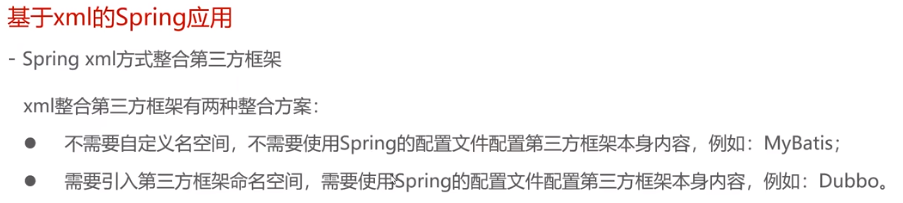 基于xml的Spring应用
- Spring xml方式整合第三方框架
xml整合第三方框架有两种整合方案：
● 不需要自定义名空间，不需要使用Spring的配置文件配置第三方框架本身内容，例如：MyBatis；
● 需要引入第三方框架命名空间，需要使用Spring的配置文件配置第三方框架本身内容，例如：Dubbo。